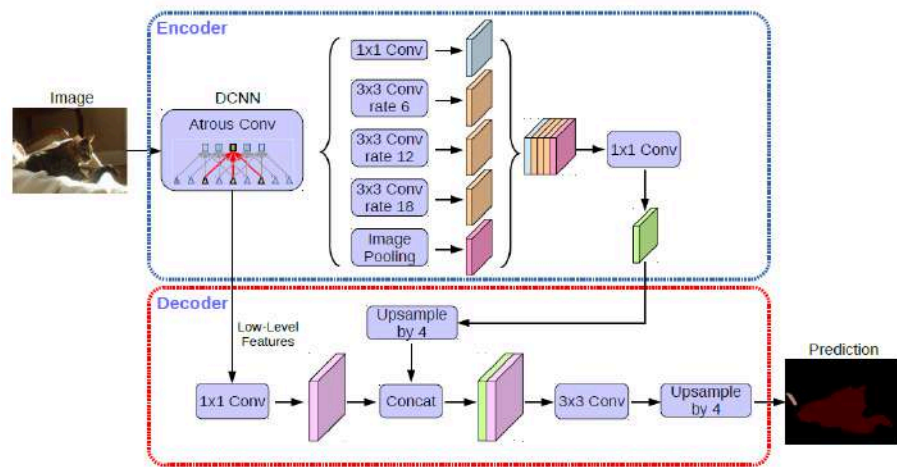 Encoder
Image
DCNN
Atrous Conv
1x1 Conv
3x3 Conv
rate 6
3x3 Conv
rate 12
3x3 Conv
rate 18
Image
Pooling
1x1 Conv
Decoder
Low-Level
Features
Upsample
by 4
1x1 Conv
Concat
3x3 Conv
Upsample
by 4
Prediction